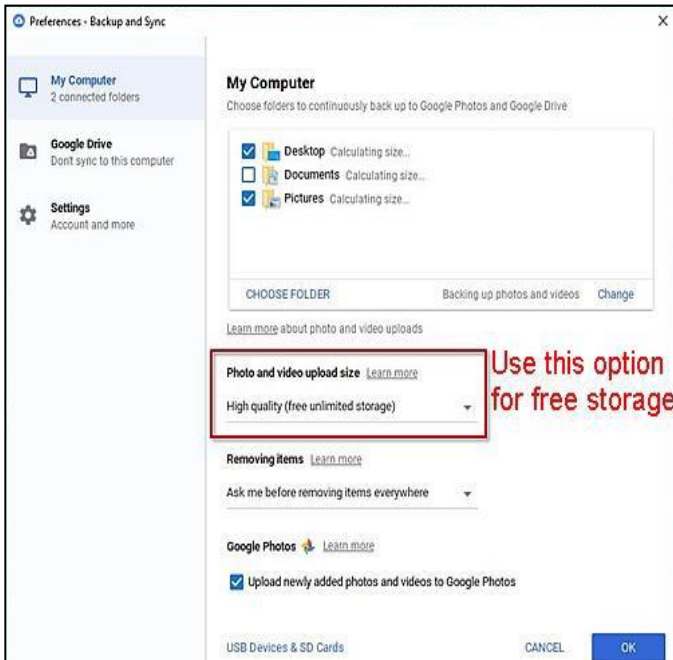 Preferences - Backup and Sync
My Computer
2 connected folders
Google Drive
Dont sync to this computer
Settings
Account and more
My Computer
Choose folders to continuously back up to Google Photos and Google Drive
Desktop Calculating size...
Documents Calculating size...
Pictures Calculating size...
CHOOSE FOLDER Backing up photos and videos Change
Learn more about photo and video uploads
Photo and video upload size Learn more
High quality (free unlimited storage)
Use this option
for free storage
Removing items Learn more
Ask me before removing items everywhere
Google Photos Learn more
Upload newly added photos and videos to Google Photos
USB Devices & SD Cards CANCEL OK